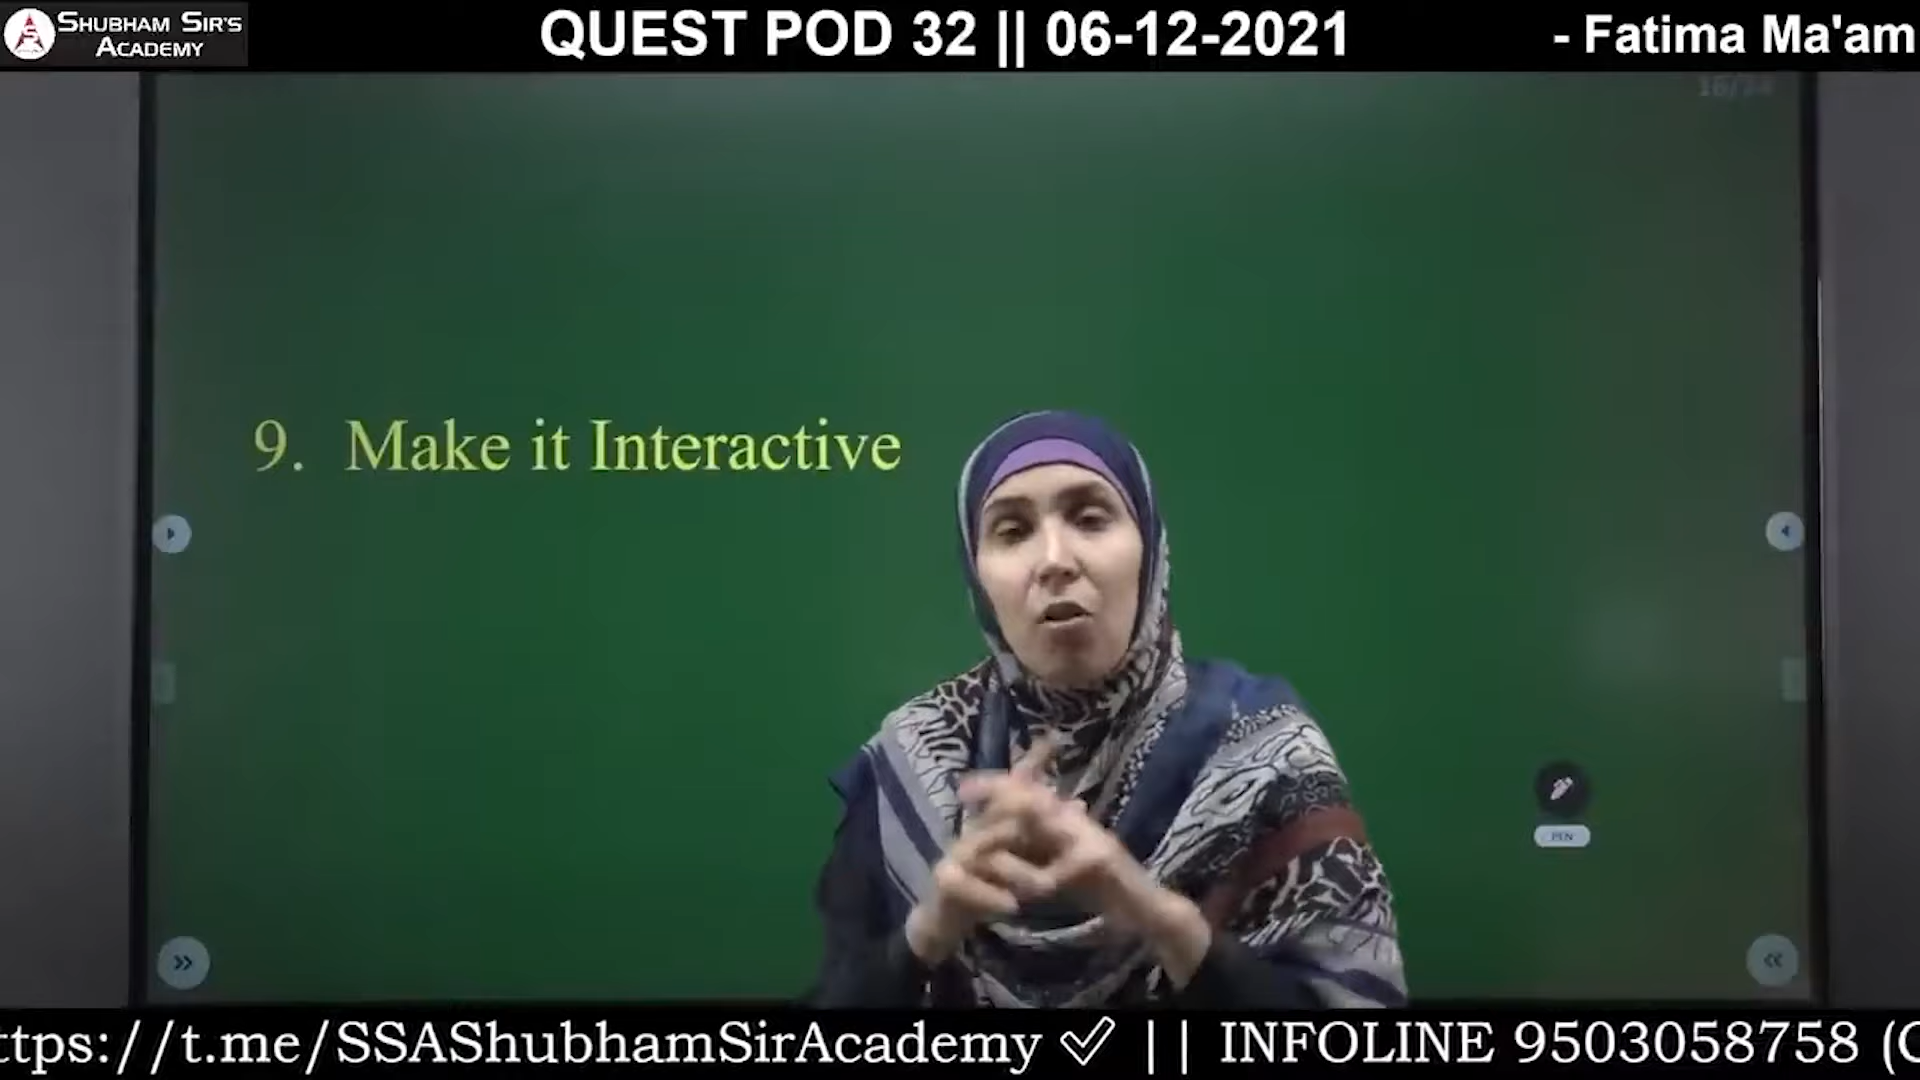 SHUBHAM SIR'S
ACADEMY
QUEST POD 32 || 06-12-2021
- Fatima Ma'am
9. Make it Interactive
PEN
ttps://t.me/SSAShubhamSirAcademy ✓ || INFOLINE 9503058758 (C